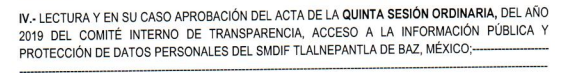 IV.- LECTURA Y EN SU CASO APROBACIÓN DEL ACTA DE LA QUINTA SESIÓN ORDINARIA, DEL AÑO
2019 DEL COMITÉ INTERNO DE TRANSPARENCIA, ACCESO A LA INFORMACIÓN PÚBLICA Y
PROTECCIÓN DE DATOS PERSONALES DEL SMDIF TLALNEPANTLA DE BAZ, MÉXICO;--------------------